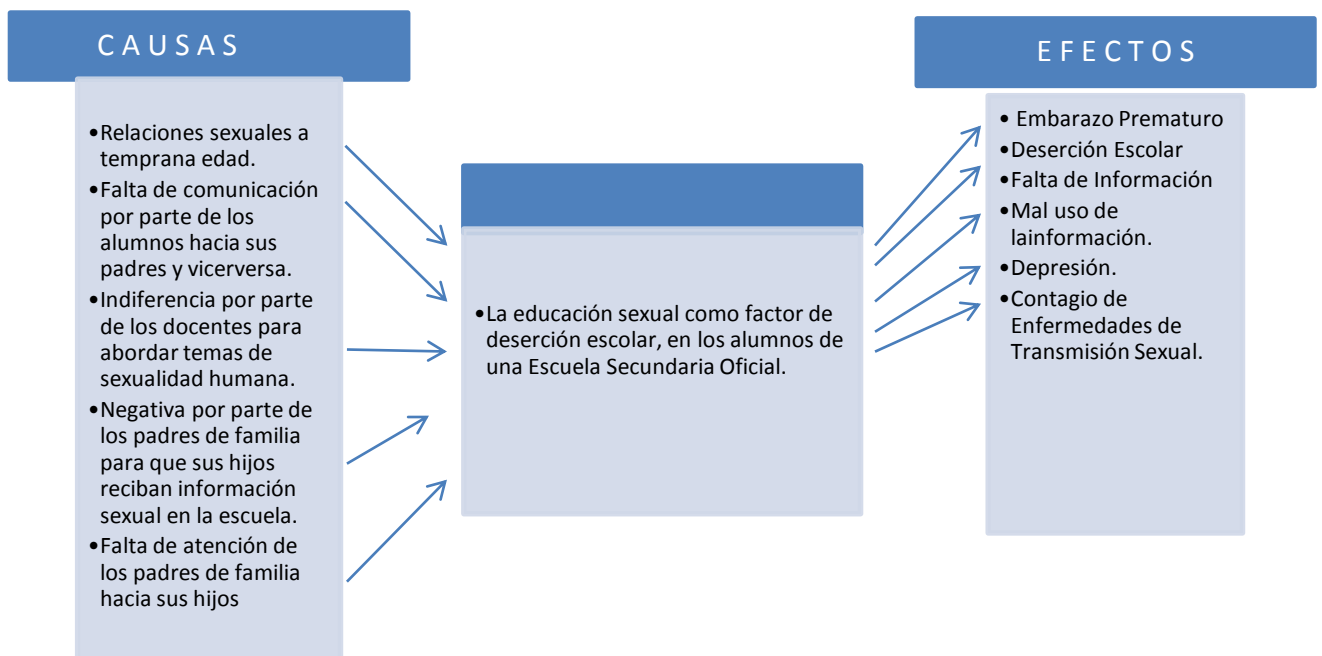 CAUSAS
•Relaciones sexuales a
temprana edad.
•Falta de comunicación
por parte de los
alumnos hacia sus
padres y vicerversa.
•Indiferencia por parte
de los docentes para
abordar temas de
sexualidad humana.
•Negativa por parte de
los padres de familia
para que sus hijos
reciban información
sexual en la escuela.
•Falta de atención de
los padres de familia
hacia sus hijos
•La educación sexual como factor de
deserción escolar, en los alumnos de
una Escuela Secundaria Oficial.
EFECTOS
• Embarazo Prematuro
•Deserción Escolar
•Falta de Información
•Mal uso de
lainformación.
•Depresión.
•Contagio de
Enfermedades de
Transmisión Sexual.